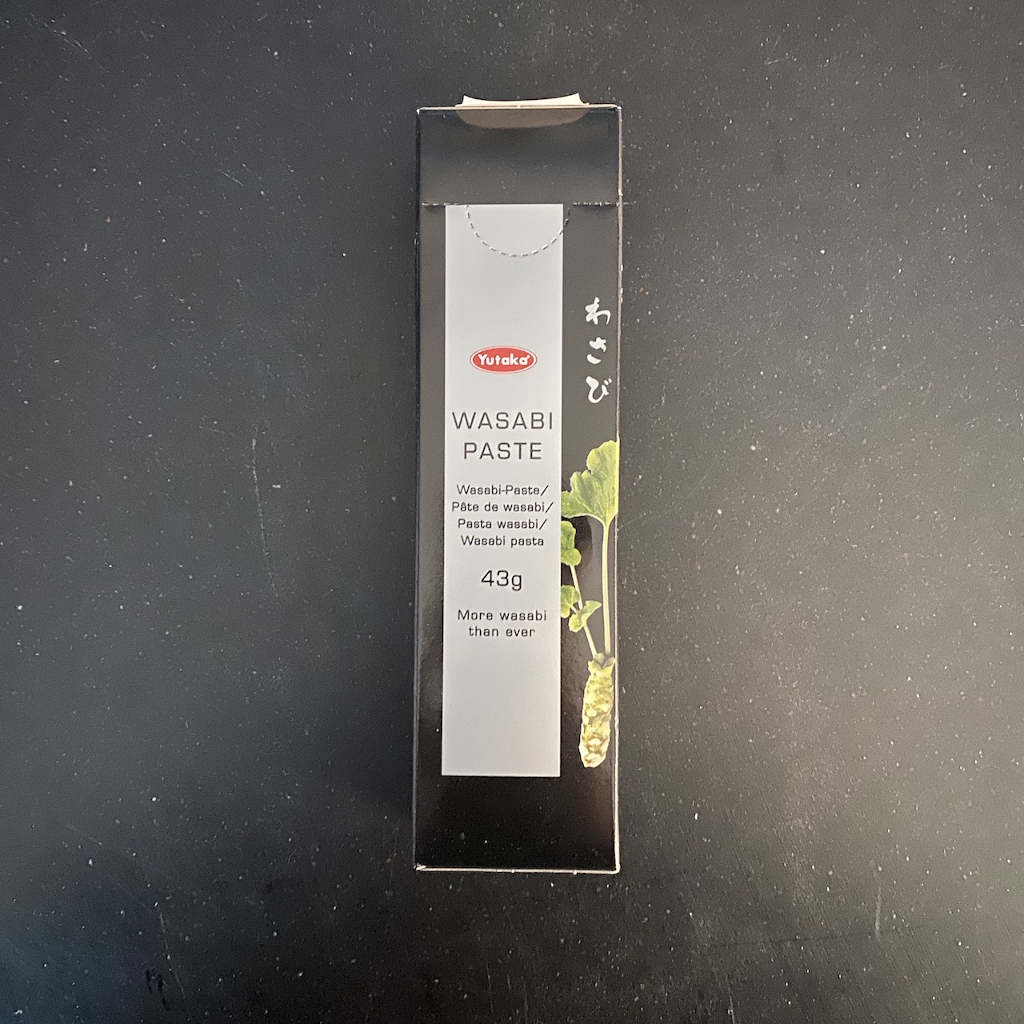 わさび
Yutaka®
WASABI
PASTE
Wasabi-Paste/
Pâte de wasabi/
Pasta wasabi/
Wasabi pasta
43g
More wasabi
than ever